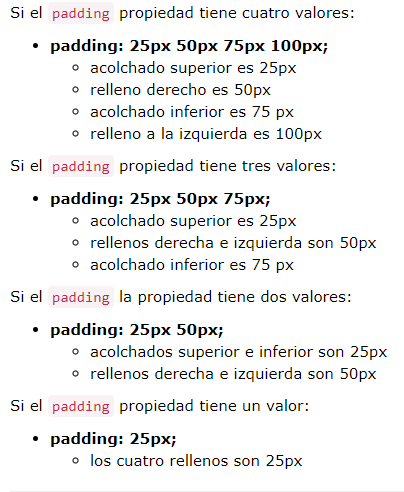 Si el padding propiedad tiene cuatro valores:
• padding: 25px 50px 75px 100px;
◦ acolchado superior es 25px
◦ relleno derecho es 50px
◦ acolchado inferior es 75 px
◦ relleno a la izquierda es 100px
Si el padding propiedad tiene tres valores:
• padding: 25px 50px 75px;
◦ acolchado superior es 25px
◦ rellenos derecha e izquierda son 50px
◦ acolchado inferior es 75 px
Si el padding la propiedad tiene dos valores:
• padding: 25px 50px;
◦ acolchados superior e inferior son 25px
◦ rellenos derecha e izquierda son 50px
Si el padding propiedad tiene un valor:
• padding: 25px;
◦ los cuatro rellenos son 25px